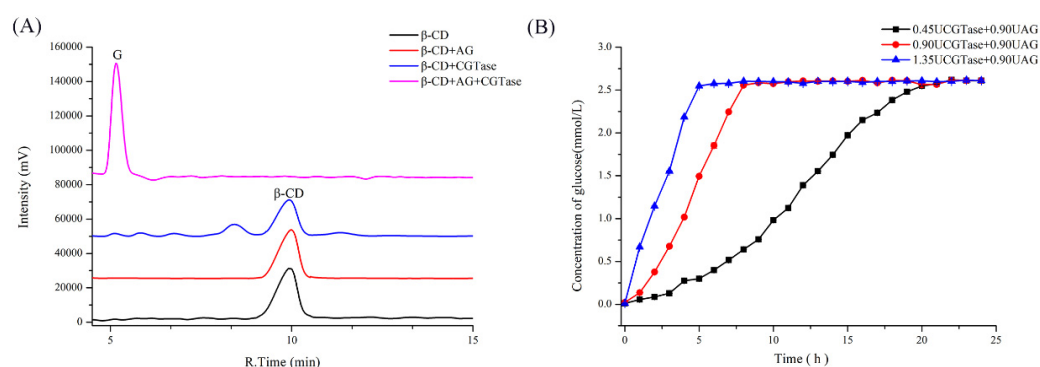 (A)
β-CD
β-CD+AG
β-CD+CGTase
β-CD+AG+CGTase
G
β-CD
160000
140000
120000
100000
80000
60000
40000
20000
0
Intensity (mV)
5
10
15
R.Time (min)
(B)
0.45UCGTase+0.90UAG
0.90UCGTase+0.90UAG
1.35UCGTase+0.90UAG
3.0
2.5
2.0
1.5
1.0
0.5
0.0
Concentration of glucose(mmol/L)
0
5
10
15
20
25
Time ( h )